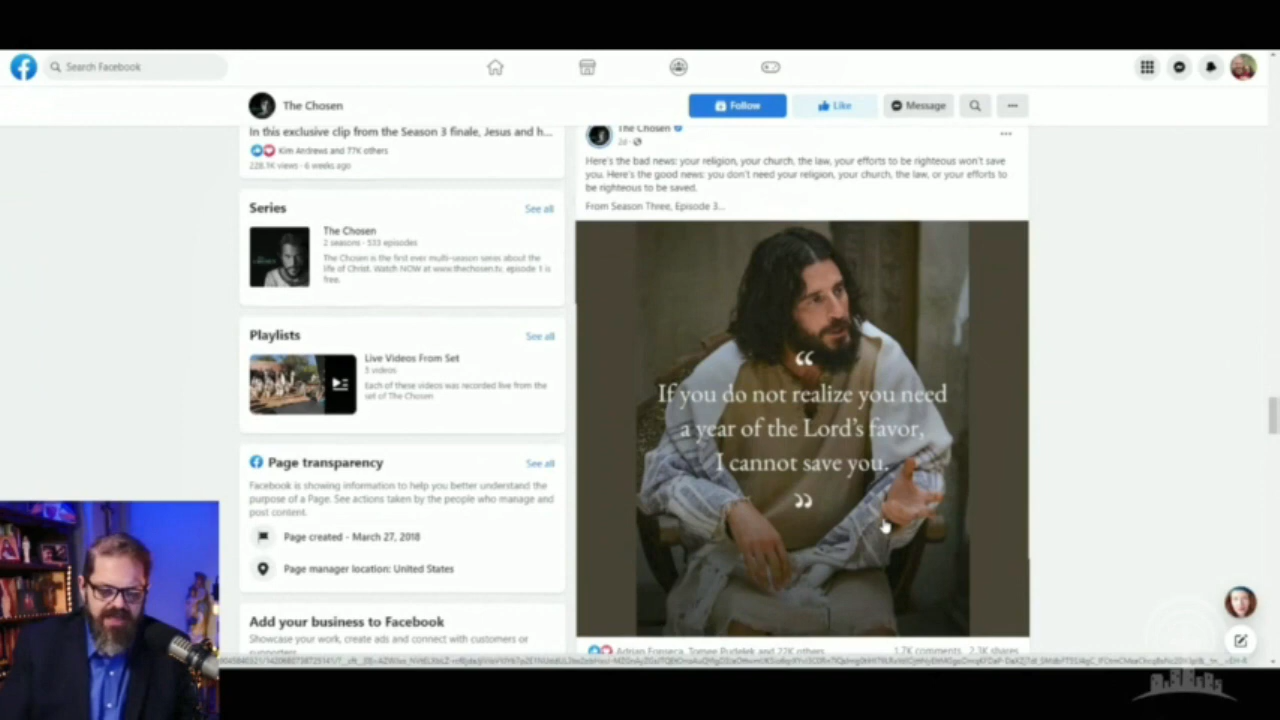 Search Facebook
The Chosen
Follow
Like
Message
In this exclusive clip from the Season 3 finale, Jesus and h...
Kim Andrews and 77K others
228.1K views · 6 weeks ago
Series
See all
The Chosen
2 seasons · 533 episodes
The Chosen is the first ever multi-season series about the
life of Christ. Watch NOW at www.thechosen.tv, episode 1 is
free.
Playlists
See all
Live Videos From Set
5 videos
Each of these videos was recorded live from the
set of The Chosen
Page transparency
See all
Facebook is showing information to help you better understand the
purpose of a Page. See actions taken by the people who manage and
post content.
Page created - March 27, 2018
Page manager location: United States
Add your business to Facebook
Showcase your work, create ads and connect with customers or
supporters.
The Chosen
2d ·
Here's the bad news: your religion, your church, the law, your efforts to be righteous won't save
you. Here's the good news: you don't need your religion, your church, the law, or your efforts to
be righteous to be saved.
From Season Three, Episode 3...
“
If you do not realize you need
a year of the Lord's favor,
I cannot save you.
”
Adrian Fonseca, Tomee Pudelek and 22K others
1.7K comments 2.3K shares